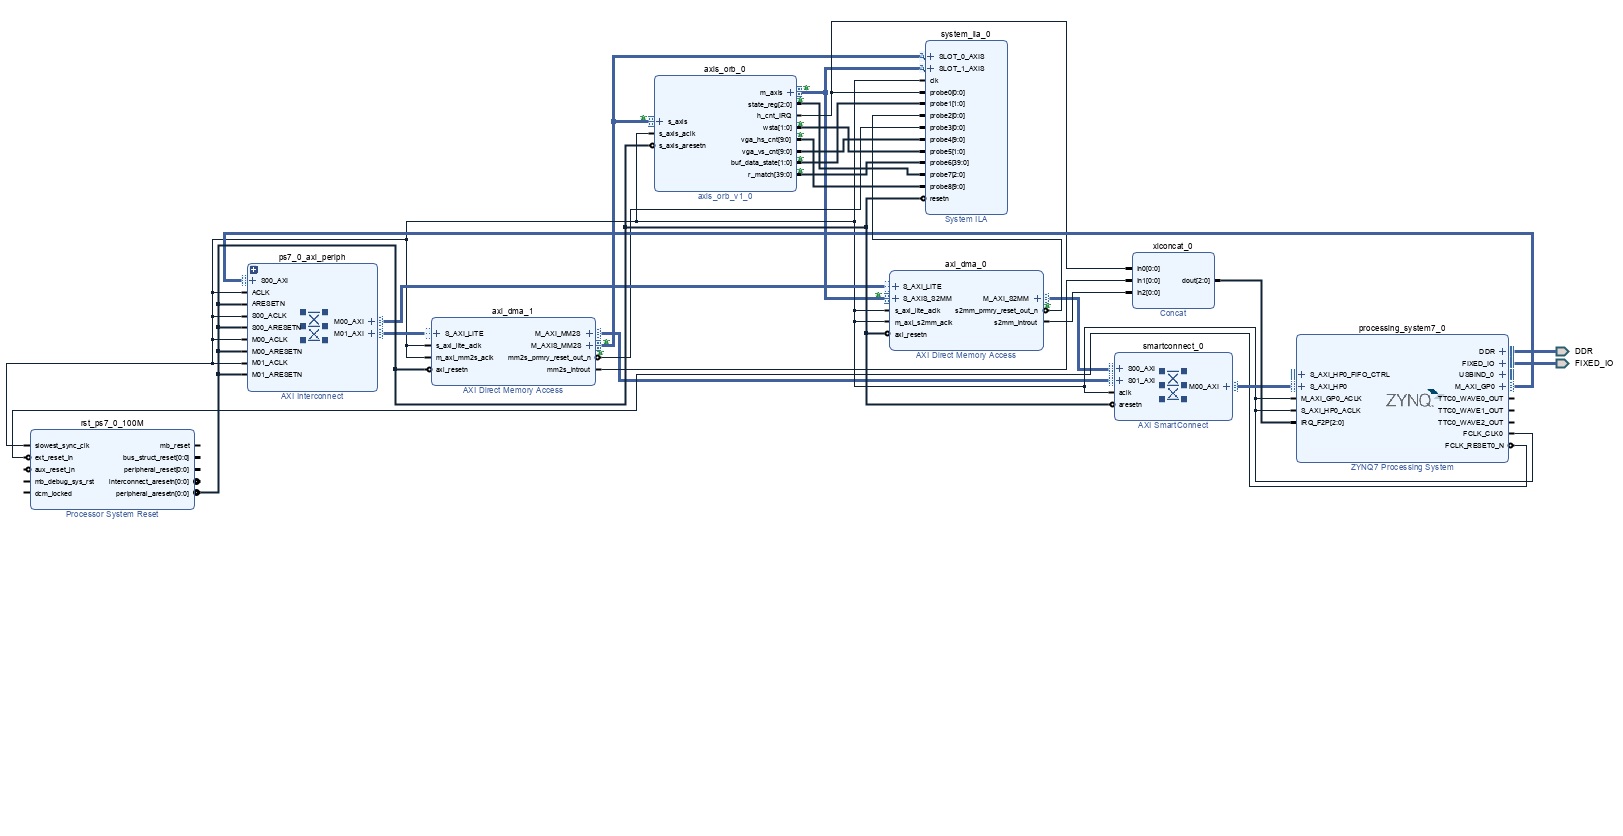 system_ila_0
SLOT_0_AXIS
SLOT_1_AXIS
clk
probe0[0:0]
probe1[1:0]
probe2[0:0]
probe3[0:0]
probe4[9:0]
probe5[1:0]
probe6[39:0]
probe7[2:0]
probe8[9:0]
resetn
System ILA
axis_orb_0
s_axis
s_axis_aclk
s_axis_aresetn
m_axis
state_reg[2:0]
h_cnt_IRQ
wsta[1:0]
vga_hs_cnt[9:0]
vga_vs_cnt[9:0]
buf_data_state[1:0]
r_match[39:0]
axis_orb_v1_0
ps7_0_axi_periph
S00_AXI
ACLK
ARESETN
S00_ACLK
S00_ARESETN
M00_ACLK
M00_ARESETN
M01_ACLK
M01_ARESETN
M00_AXI
M01_AXI
AXI Interconnect
axi_dma_1
S_AXI_LITE
s_axi_lite_aclk
m_axi_mm2s_aclk
axi_resetn
M_AXI_MM2S
M_AXIS_MM2S
mm2s_prmry_reset_out_n
mm2s_introut
AXI Direct Memory Access
axi_dma_0
S_AXI_LITE
S_AXIS_S2MM
s_axi_lite_aclk
m_axi_s2mm_aclk
axi_resetn
M_AXI_S2MM
s2mm_prmry_reset_out_n
s2mm_introut
AXI Direct Memory Access
xlconcat_0
In0[0:0]
In1[0:0]
In2[0:0]
dout[2:0]
Concat
smartconnect_0
S00_AXI
S01_AXI
aclk
aresetn
M00_AXI
AXI SmartConnect
processing_system7_0
S_AXI_HP0_FIFO_CTRL
S_AXI_HP0
M_AXI_GP0_ACLK
S_AXI_HP0_ACLK
IRQ_F2P[2:0]
ZYNQ
DDR
FIXED_IO
USBIND_0
M_AXI_GP0
TTC0_WAVE0_OUT
TTC0_WAVE1_OUT
TTC0_WAVE2_OUT
FCLK_CLK0
FCLK_RESET0_N
ZYNQ7 Processing System
DDR
FIXED_IO
rst_ps7_0_100M
slowest_sync_clk
ext_reset_in
aux_reset_in
mb_debug_sys_rst
dcm_locked
mb_reset
bus_struct_reset[0:0]
peripheral_reset[0:0]
interconnect_aresetn[0:0]
peripheral_aresetn[0:0]
Processor System Reset